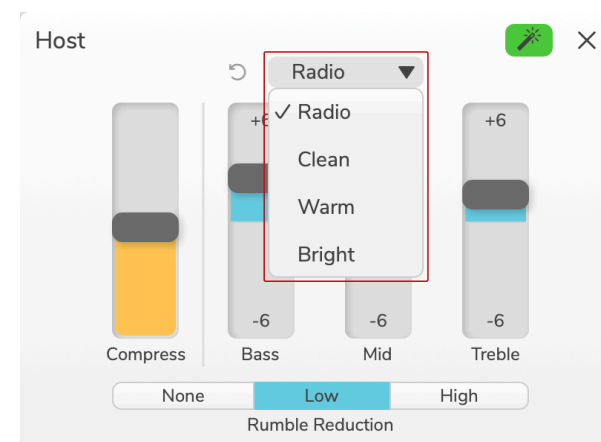 Host
Radio
+6
Radio
+6
Clean
Warm
Bright
-6
-6
-6
Compress
Bass
Mid
Treble
None
Low
High
Rumble Reduction